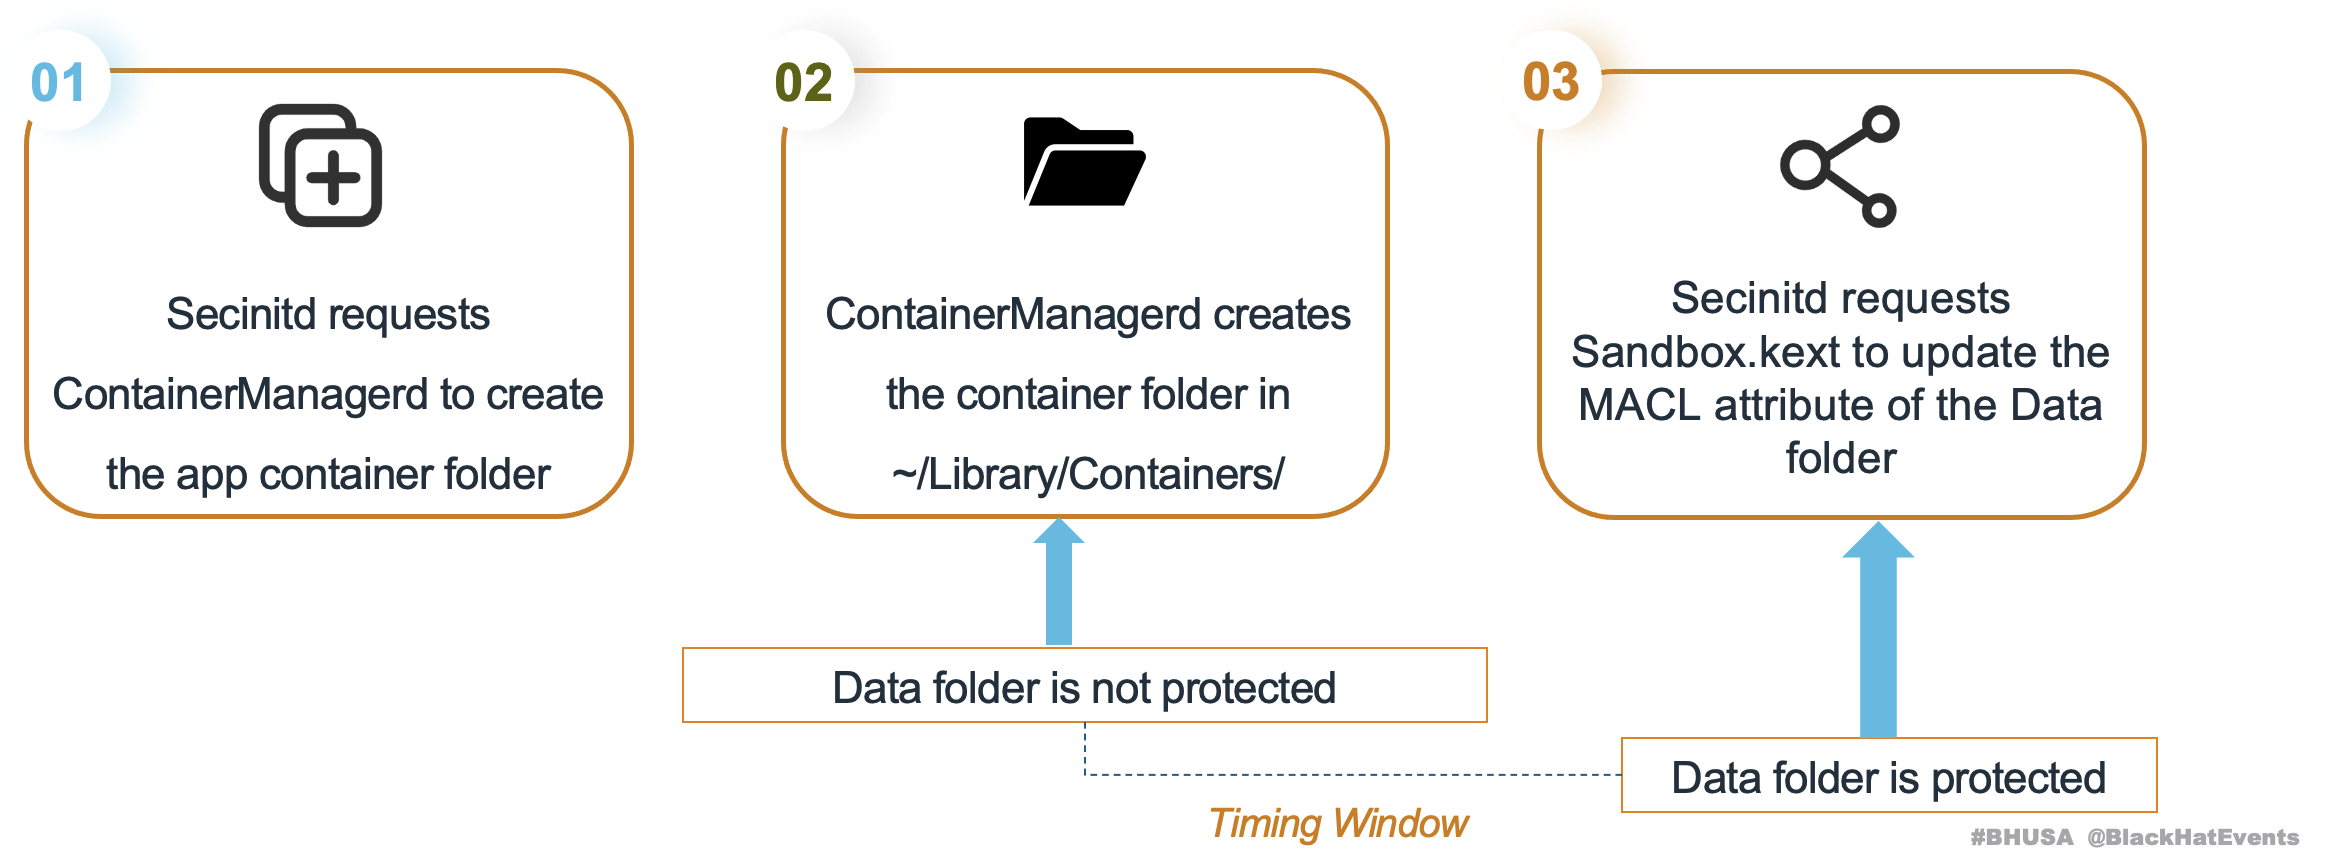 01
Secinitd requests
ContainerManagerd to create
the app container folder
02
ContainerManagerd creates
the container folder in
~/Library/Containers/
03
Secinitd requests
Sandbox.kext to update the
MACL attribute of the Data
folder
Data folder is not protected
Data folder is protected
Timing Window
#BHUSA @BlackHatEvents